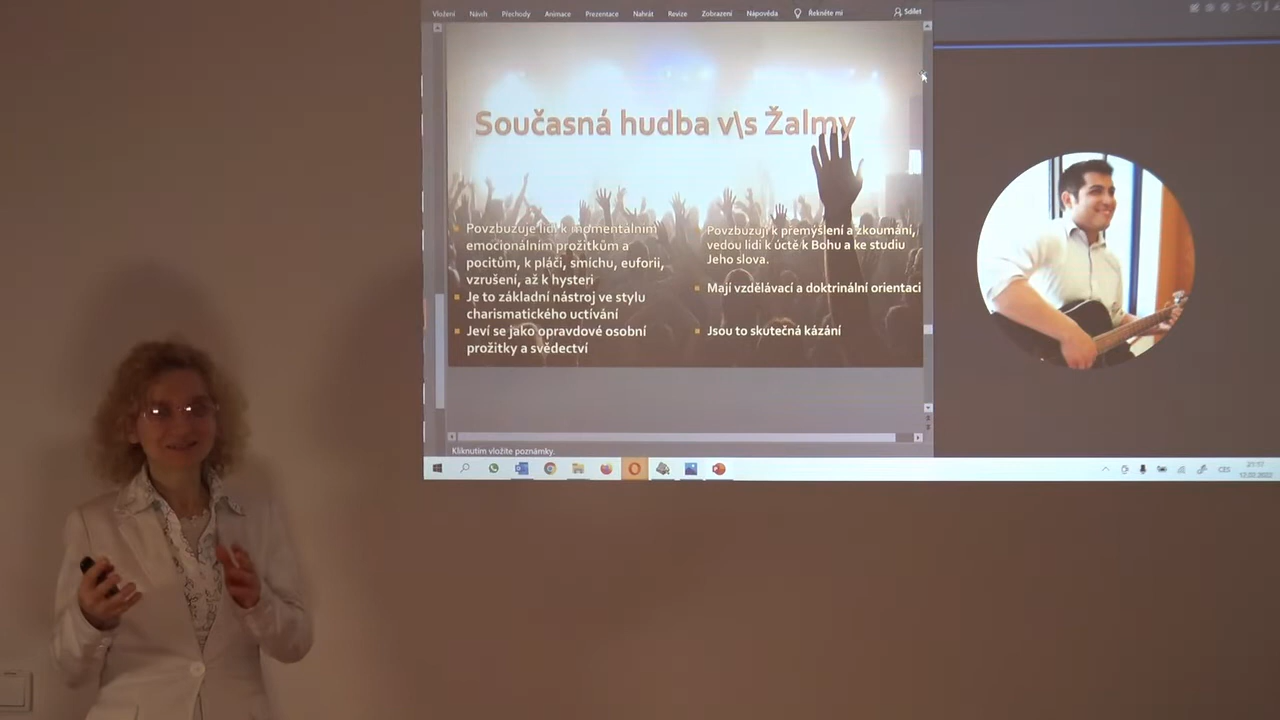 Vložení Návrh Přechody Animace Prezentace Nahrát Revize Zobrazení Nápověda Řekněte mi Sdílet
Současná hudba v\s Žalmy
Povzbuzuje lidi k momentálním
emocionálním prožitkům a
pocitům, k pláči, smíchu, euforii,
vzrušení, až k hysteri
Je to základní nástroj ve stylu
charismatického uctívání
Jeví se jako opravdové osobní
prožitky a svědectví
Povzbuzují k přemýšlení a zkoumání,
vedou lidi k úctě k Bohu a ke studiu
Jeho slova.
Mají vzdělávací a doktrinální orientaci
Jsou to skutečná kázání
Kliknutím vložíte poznámky.
CES